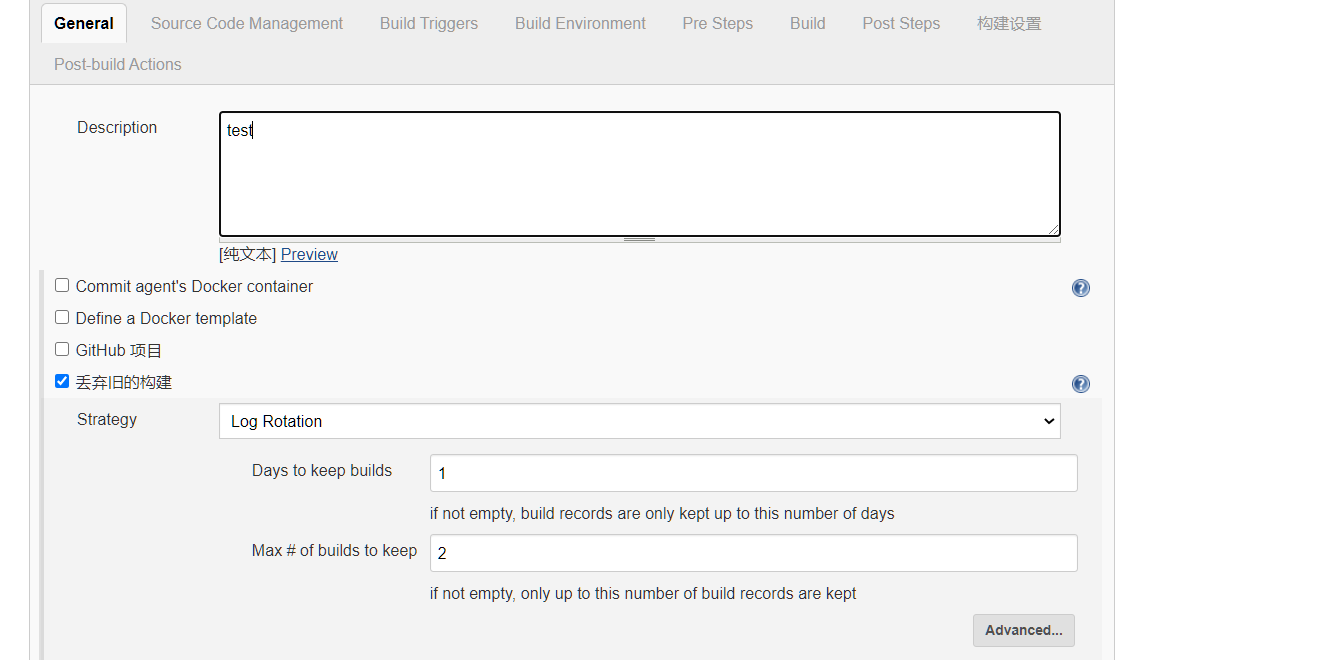 General Source Code Management Build Triggers Build Environment Pre Steps Build Post Steps 构建设置
Post-build Actions
Description
test
[纯文本] Preview
Commit agent's Docker container
Define a Docker template
GitHub 项目
丢弃旧的构建
Strategy
Log Rotation
Days to keep builds
1
if not empty, build records are only kept up to this number of days
Max # of builds to keep
2
if not empty, only up to this number of build records are kept
Advanced...